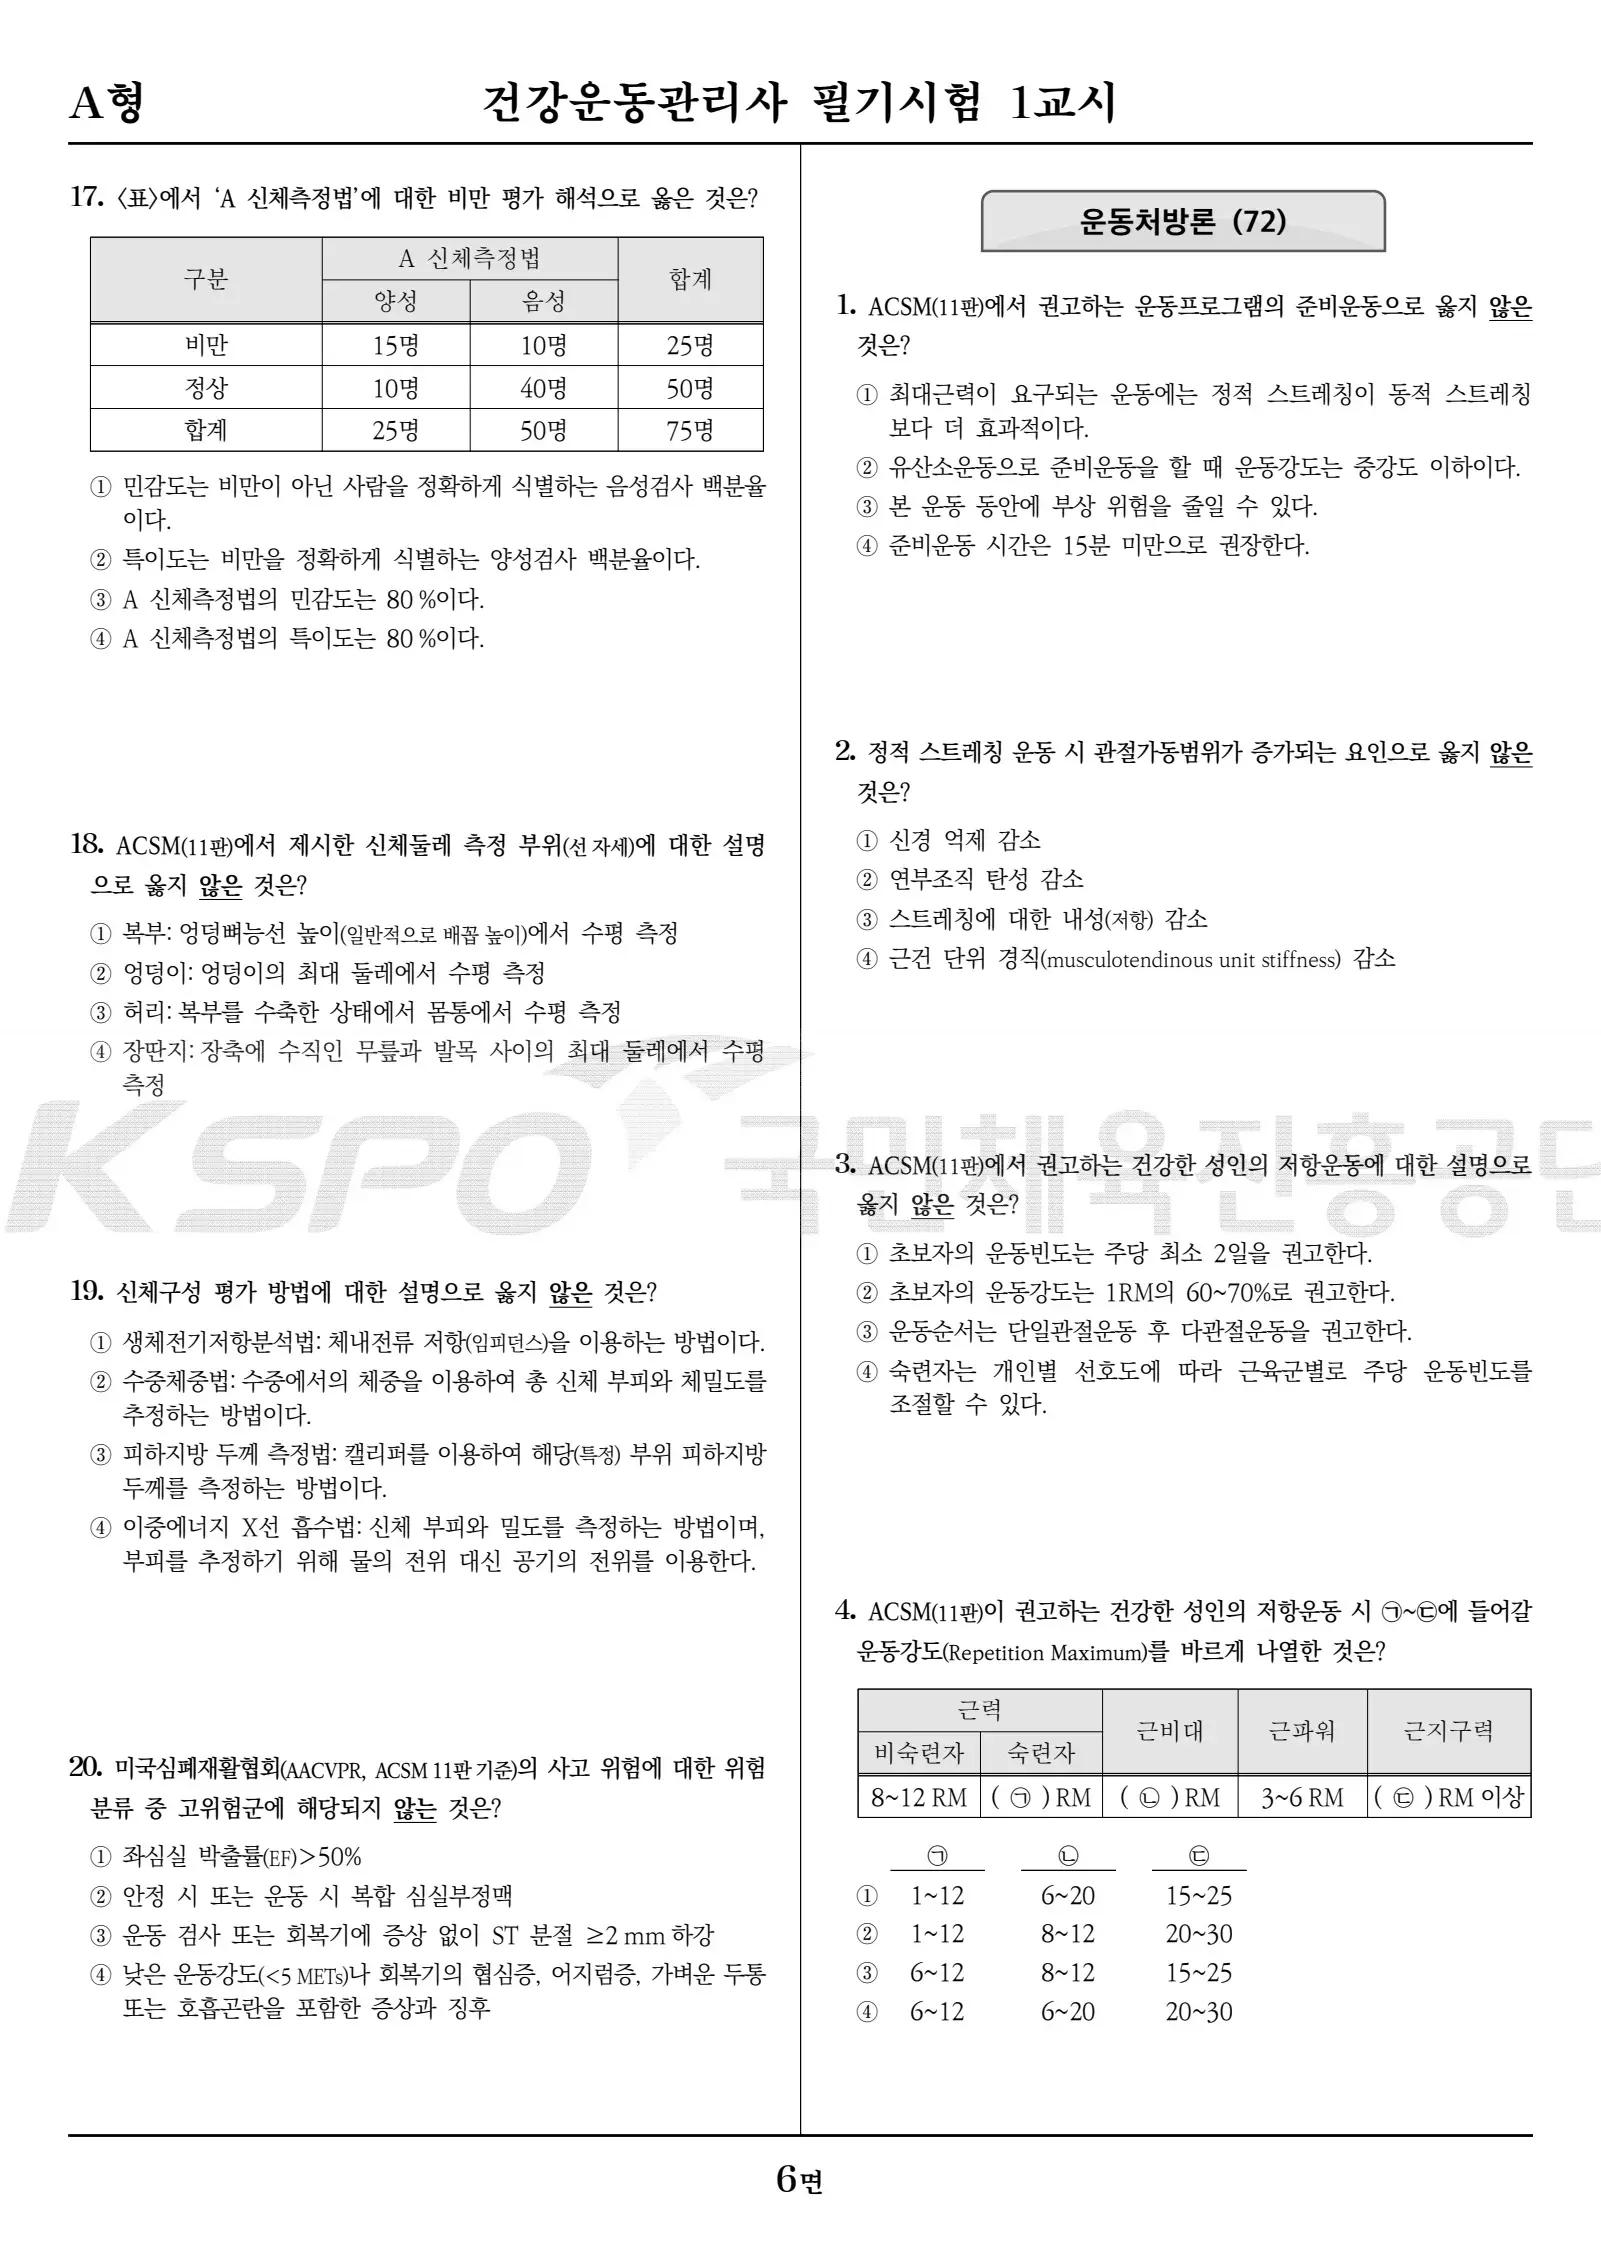 A형
건강운동관리사 필기시험 1교시
17. 〈표〉에서 ‘A 신체측정법’에 대한 비만 평가 해석으로 옳은 것은?
구분 A 신체측정법 합계
양성 음성
비만 15명 10명 25명
정상 10명 40명 50명
합계 25명 50명 75명
① 민감도는 비만이 아닌 사람을 정확하게 식별하는 음성검사 백분율
이다.
② 특이도는 비만을 정확하게 식별하는 양성검사 백분율이다.
③ A 신체측정법의 민감도는 80 %이다.
④ A 신체측정법의 특이도는 80 %이다.
18. ACSM(11판)에서 제시한 신체둘레 측정 부위(선 자세)에 대한 설명
으로 옳지 않은 것은?
① 복부: 엉덩뼈능선 높이(일반적으로 배꼽 높이)에서 수평 측정
② 엉덩이: 엉덩이의 최대 둘레에서 수평 측정
③ 허리: 복부를 수축한 상태에서 몸통에서 수평 측정
④ 장딴지: 장축에 수직인 무릎과 발목 사이의 최대 둘레에서 수평
측정
19. 신체구성 평가 방법에 대한 설명으로 옳지 않은 것은?
① 생체전기저항분석법: 체내전류 저항(임피던스)을 이용하는 방법이다.
② 수중체중법: 수중에서의 체중을 이용하여 총 신체 부피와 체밀도를
추정하는 방법이다.
③ 피하지방 두께 측정법: 캘리퍼를 이용하여 해당(특정) 부위 피하지방
두께를 측정하는 방법이다.
④ 이중에너지 X선 흡수법: 신체 부피와 밀도를 측정하는 방법이며,
부피를 추정하기 위해 물의 전위 대신 공기의 전위를 이용한다.
20. 미국심폐재활협회(AACVPR, ACSM 11판 기준)의 사고 위험에 대한 위험
분류 중 고위험군에 해당되지 않는 것은?
① 좌심실 박출률(EF)>50%
② 안정 시 또는 운동 시 복합 심실부정맥
③ 운동 검사 또는 회복기에 증상 없이 ST 분절 ≥2 mm 하강
④ 낮은 운동강도(<5 METs)나 회복기의 협심증, 어지럼증, 가벼운 두통
또는 호흡곤란을 포함한 증상과 징후
운동처방론 (72)
1. ACSM(11판)에서 권고하는 운동프로그램의 준비운동으로 옳지 않은
것은?
① 최대근력이 요구되는 운동에는 정적 스트레칭이 동적 스트레칭
보다 더 효과적이다.
② 유산소운동으로 준비운동을 할 때 운동강도는 중강도 이하이다.
③ 본 운동 동안에 부상 위험을 줄일 수 있다.
④ 준비운동 시간은 15분 미만으로 권장한다.
2. 정적 스트레칭 운동 시 관절가동범위가 증가되는 요인으로 옳지 않은
것은?
① 신경 억제 감소
② 연부조직 탄성 감소
③ 스트레칭에 대한 내성(저항) 감소
④ 근건 단위 경직(musculotendinous unit stiffness) 감소
3. ACSM(11판)에서 권고하는 건강한 성인의 저항운동에 대한 설명으로
옳지 않은 것은?
① 초보자의 운동빈도는 주당 최소 2일을 권고한다.
② 초보자의 운동강도는 1RM의 60~70%로 권고한다.
③ 운동순서는 단일관절운동 후 다관절운동을 권고한다.
④ 숙련자는 개인별 선호도에 따라 근육군별로 주당 운동빈도를
조절할 수 있다.
4. ACSM(11판)이 권고하는 건강한 성인의 저항운동 시 ㉠~㉢에 들어갈
운동강도(Repetition Maximum)를 바르게 나열한 것은?
근력 근비대 근파워 근지구력
비숙련자 숙련자
8~12 RM ( ㉠ ) RM ( ㉡ ) RM 3~6 RM ( ㉢ ) RM 이상
㉠ ㉡ ㉢
① 1~12 6~20 15~25
② 1~12 8~12 20~30
③ 6~12 8~12 15~25
④ 6~12 6~20 20~30
KSPO 국민체육진흥공단
6면